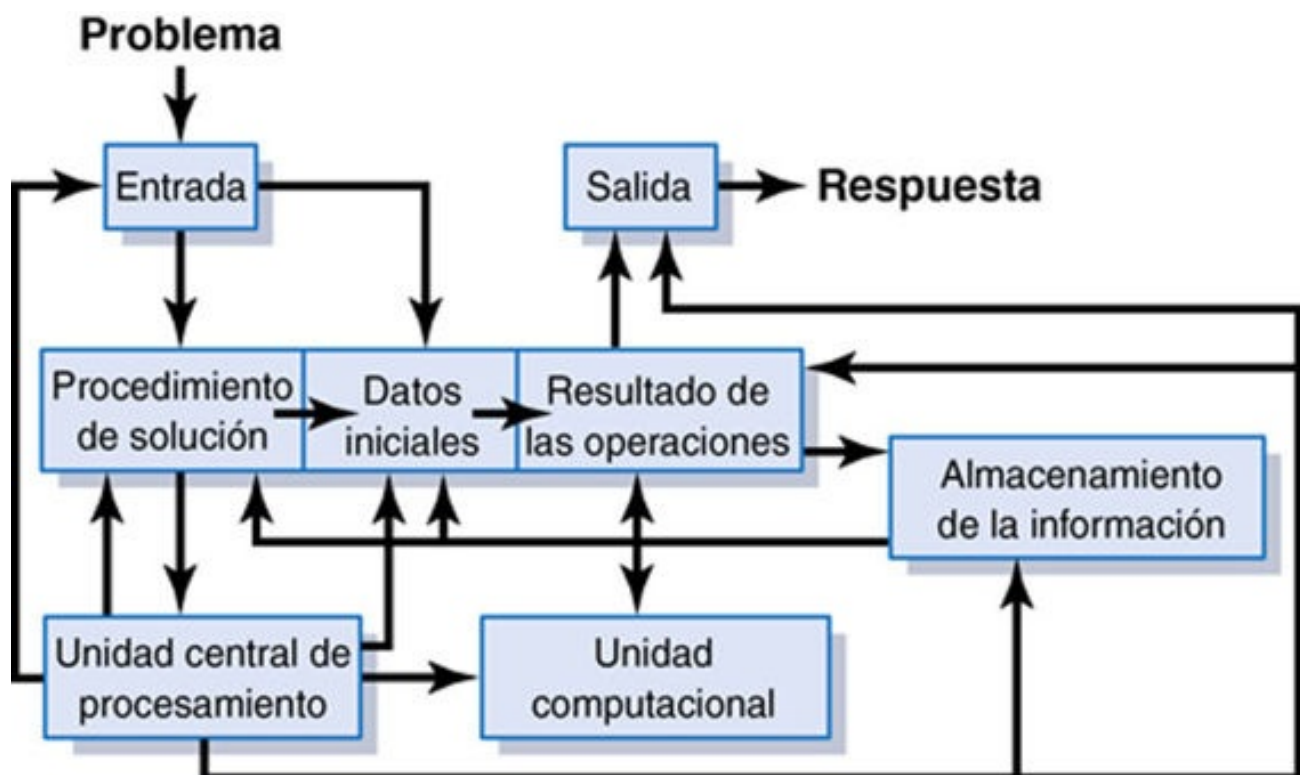 Problema
Entrada
Salida
Respuesta
Procedimiento
de solución
Datos
iniciales
Resultado de
las operaciones
Almacenamiento
de la información
Unidad central de
procesamiento
Unidad
computacional